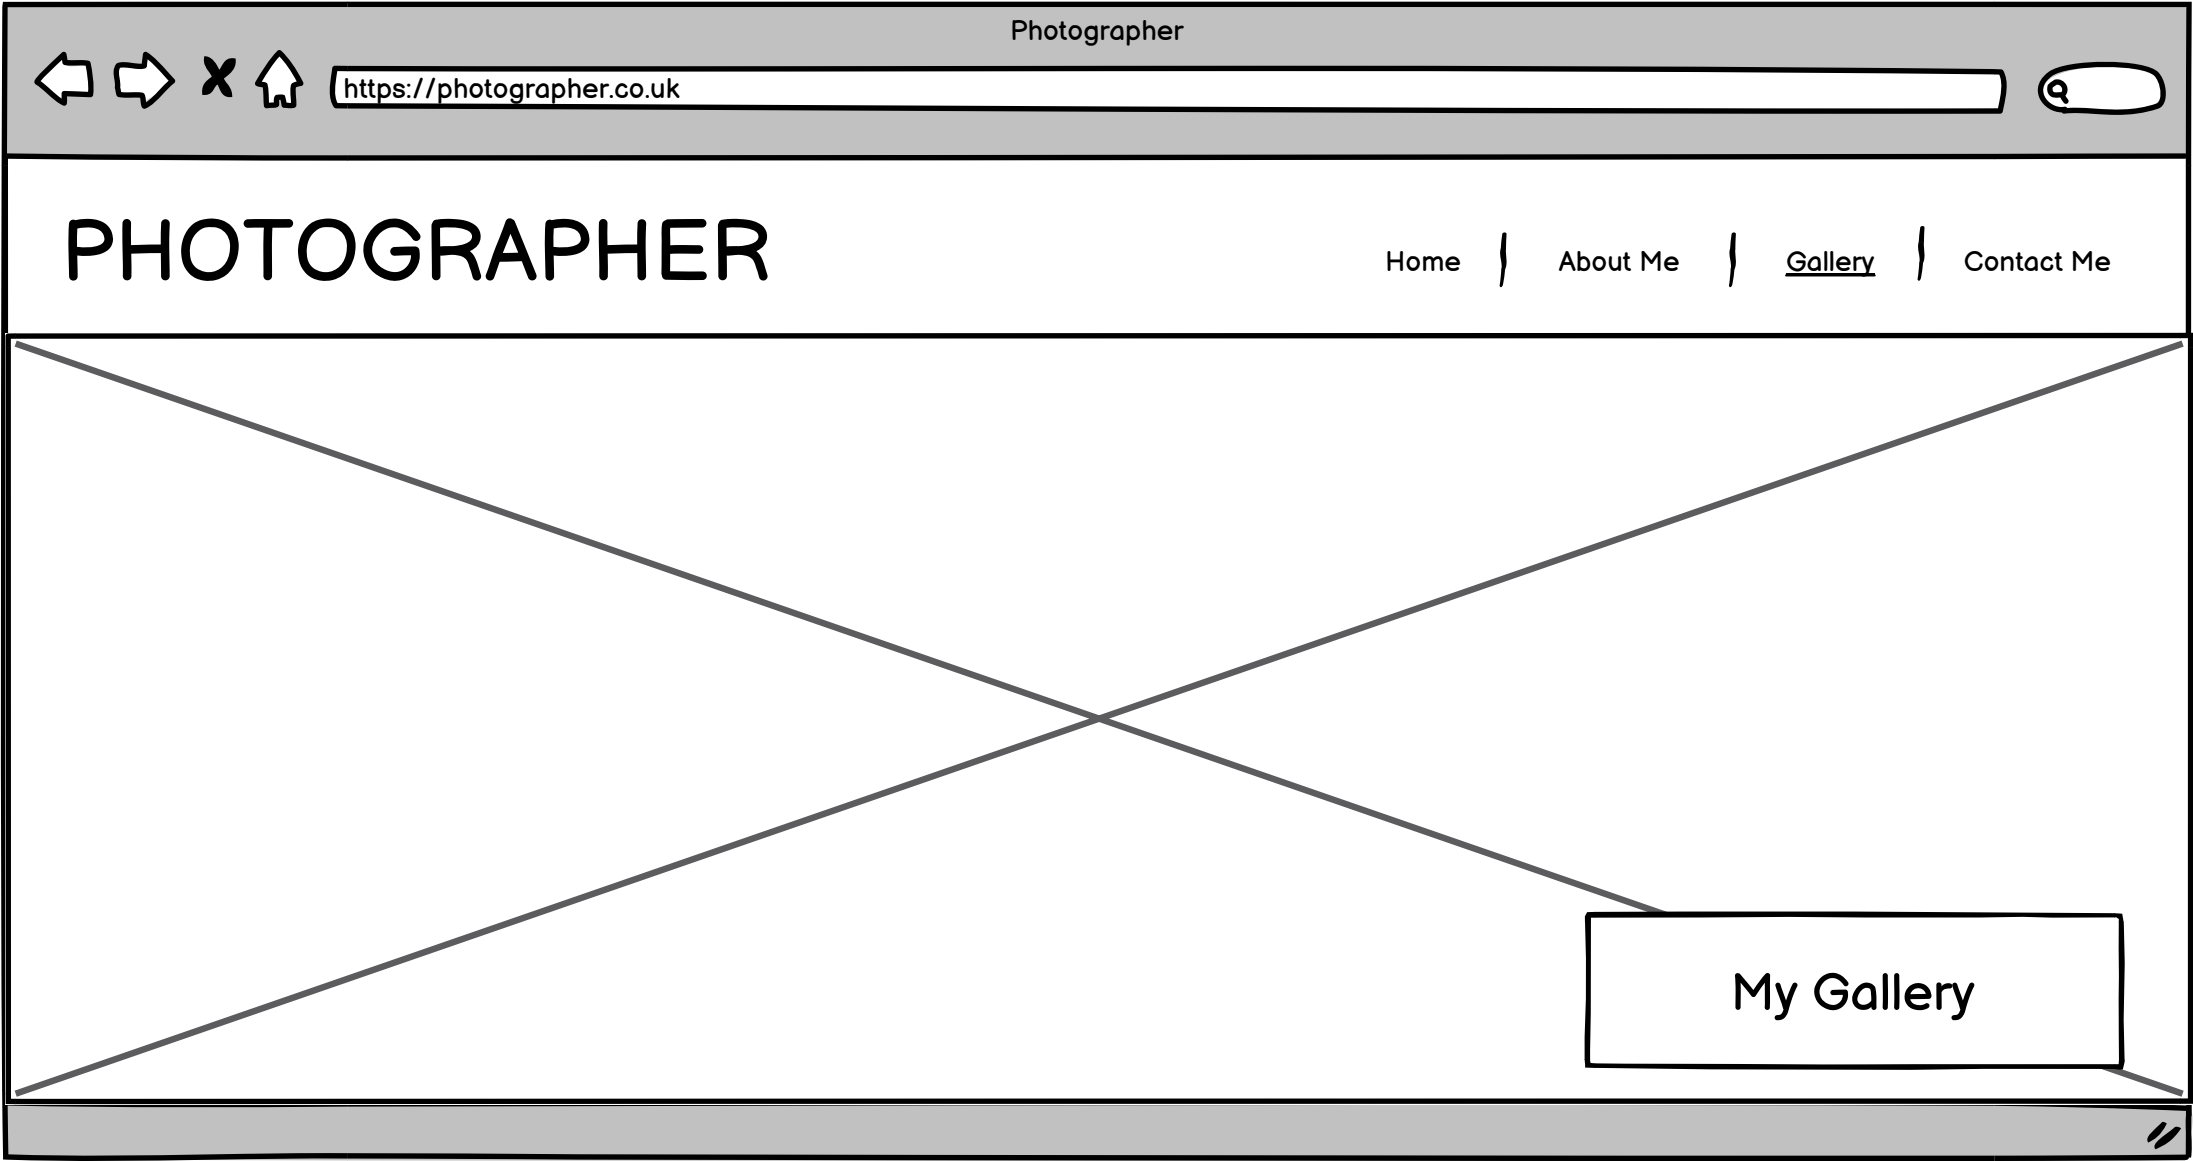 Photographer
https://photographer.co.uk
PHOTOGRAPHER
Home | About Me | Gallery | Contact Me
My Gallery